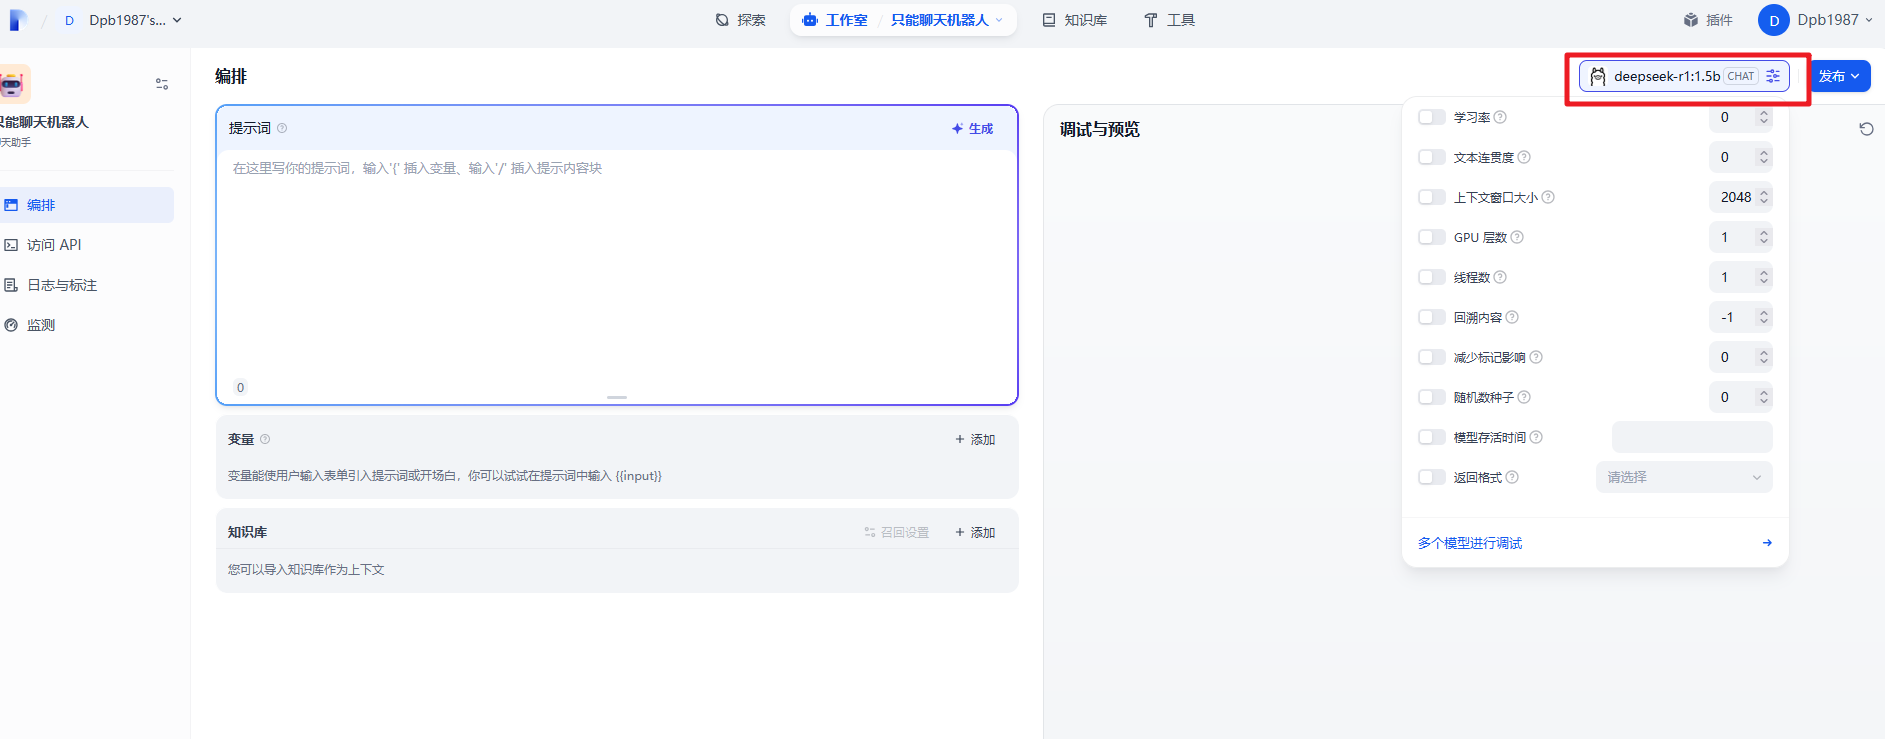 D Dpb1987's...
探索
工作室 / 只能聊天机器人
知识库
工具
插件
D Dpb1987
只能聊天机器人
聊天助手
编排
访问 API
日志与标注
监测
编排
deepseek-r1:1.5b CHAT
发布
提示词
生成
在这里写你的提示词，输入'{' 插入变量、输入'/' 插入提示内容块
0
变量
+ 添加
变量能使用户输入表单引入提示词或开场白，你可以试试在提示词中输入 {{input}}
知识库
召回设置
+ 添加
您可以导入知识库作为上下文
调试与预览
学习率 0
文本连贯度 0
上下文窗口大小 2048
GPU 层数 1
线程数 1
回溯内容 -1
减少标记影响 0
随机数种子 0
模型存活时间
返回格式 请选择
多个模型进行调试